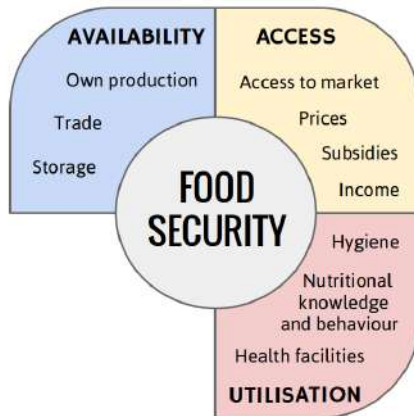 AVAILABILITY
Own production
Trade
Storage
ACCESS
Access to market
Prices
Subsidies
Income
FOOD
SECURITY
Hygiene
Nutritional
knowledge
and behaviour
Health facilities
UTILISATION